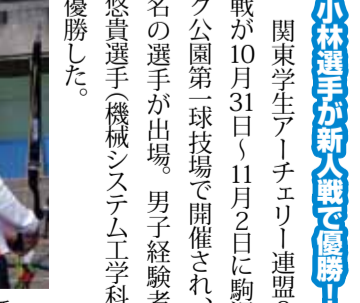 小林選手が新人戦で優勝!
関東学生アーチェリー連盟
戦が10月31日〜11月2日に駒
ク公園第一球技場で開催され、
名の選手が出場。男子経験者
悠貴選手(機械システム工学科
優勝した。